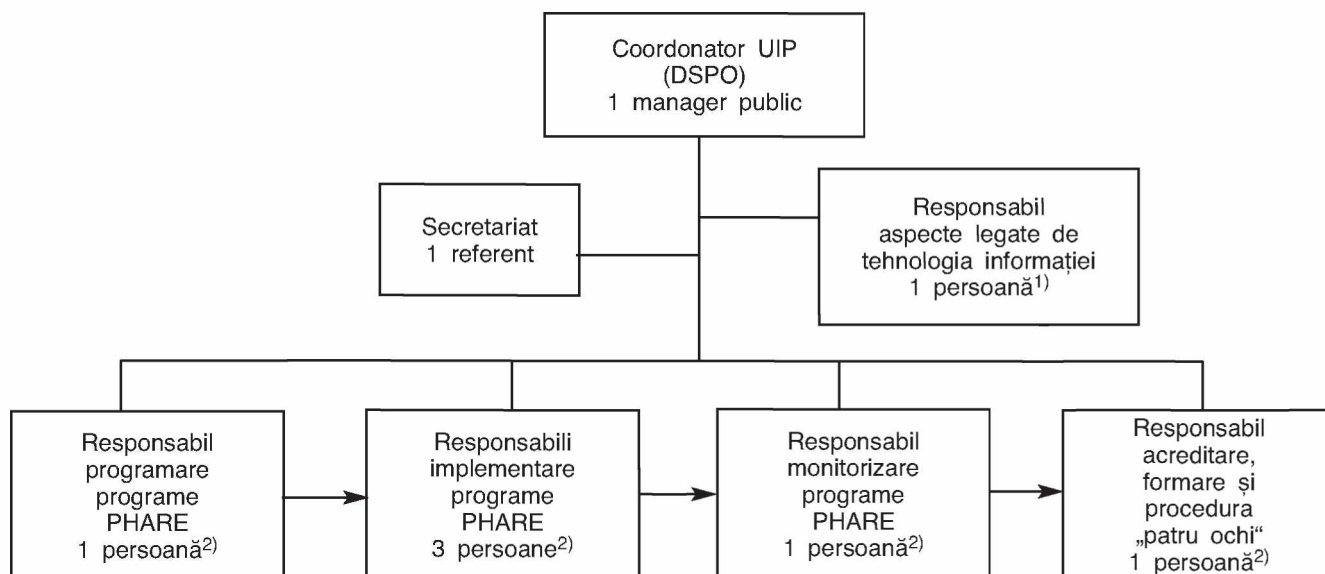 Coordonator UIP
(DSPO)
1 manager public
Secretariat
1 referent
Responsabil
aspecte legate de
tehnologia informației
1 persoană1)
Responsabil
programare
programe
PHARE
1 persoană2)
Responsabili
implementare
programe
PHARE
3 persoane2)
Responsabil
monitorizare
programe
PHARE
1 persoană2)
Responsabil
acreditare,
formare și
procedura
„patru ochi“
1 persoană2)